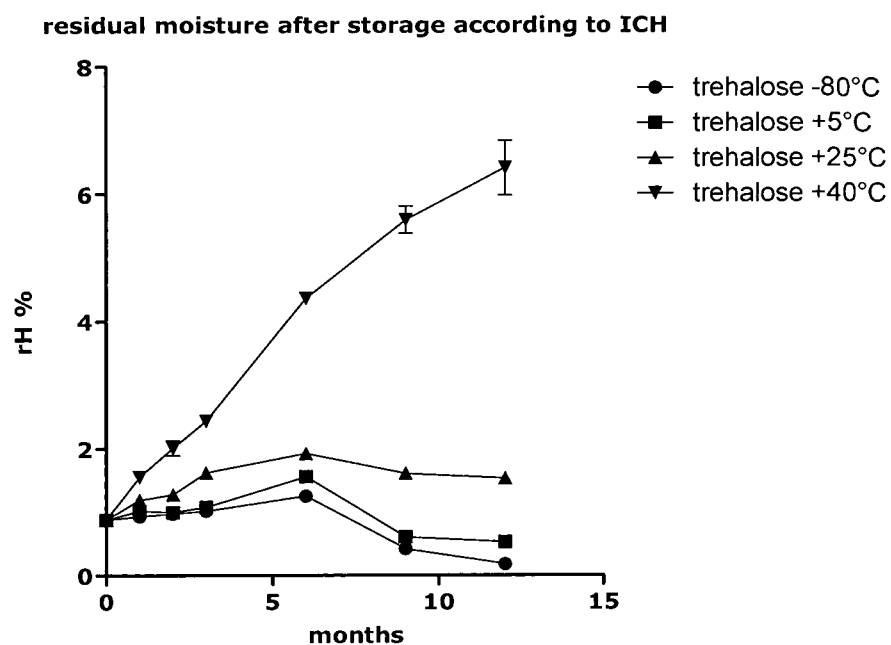 residual moisture after storage according to ICH
8
6
4
2
0
rH %
0 5 10 15
months
trehalose -80°C
trehalose +5°C
trehalose +25°C
trehalose +40°C